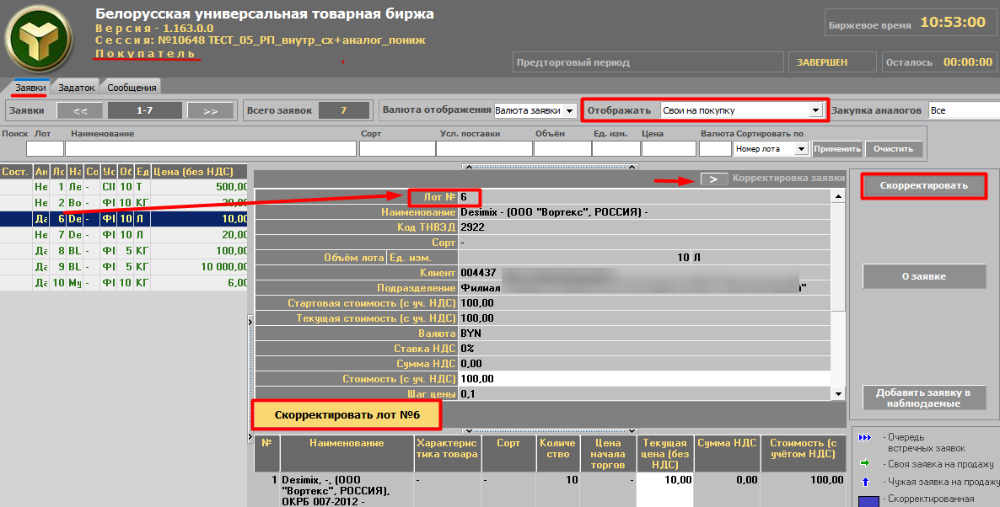 Белорусская универсальная товарная биржа
Версия - 1.163.0.0
Сессия: №10648 ТЕСТ_05_РП_внутр_сх+аналог_пониж
Покупатель
Биржевое время 10:53:00
Предторговый период ЗАВЕРШЕН Осталось 00:00:00
Заявки Задаток Сообщения
Заявки << 1-7 >> Всего заявок 7 Валюта отображения Валюта заявки Отображать Свои на покупку Закупка аналогов Все
Поиск Лот Наименование Сорт Усл. поставки Объём Ед. изм. Цена Валюта Сортировать по
Номер лота Применить Очистить
Сост. Ан Ло На Со Ус Об Ед Цена (без НДС)
Не 1 Ле - СП 10 Т 500,00
Не 2 Во - ФІ 10 КГ 20,00
Да 6 De - ФІ 10 Л 10,00
Не 7 De - ФІ 10 Л 20,00
Да 8 BL - ФІ 5 КГ 100,00
Да 9 BL - ФІ 5 КГ 10 000,00
Да 10 Му - ФІ 10 КГ 6,00
> Корректировка заявки
Лот № 6
Наименование Desimix - (ООО "Вортекс", РОССИЯ) -
Код ТНВЭД 2922
Сорт -
Объём лота Ед. изм. 10 Л
Клиент 004437
Подразделение Филиал "
Стартовая стоимость (с уч. НДС) 100,00
Текущая стоимость (с уч. НДС) 100,00
Валюта BYN
Ставка НДС 0%
Сумма НДС 0,00
Стоимость (с уч. НДС) 100,00
Шаг цены 0,1
Скорректировать лот №6
№ Наименование Характерис
тика товара Сорт Количе
ство Цена
начала
торгов Текущая
цена (без
НДС) Сумма НДС Стоимость (с
учётом НДС)
1 Desimix, -, (ООО - - 10 - 10,00 0,00 100,00
"Вортекс", РОССИЯ),
ОКРБ 007-2012 -
Скорректировать
О заявке
Добавить заявку в
наблюдаемые
- Очередь
встречных заявок
- Своя заявка на продажу
- Чужая заявка на продажу
- Скорректированная